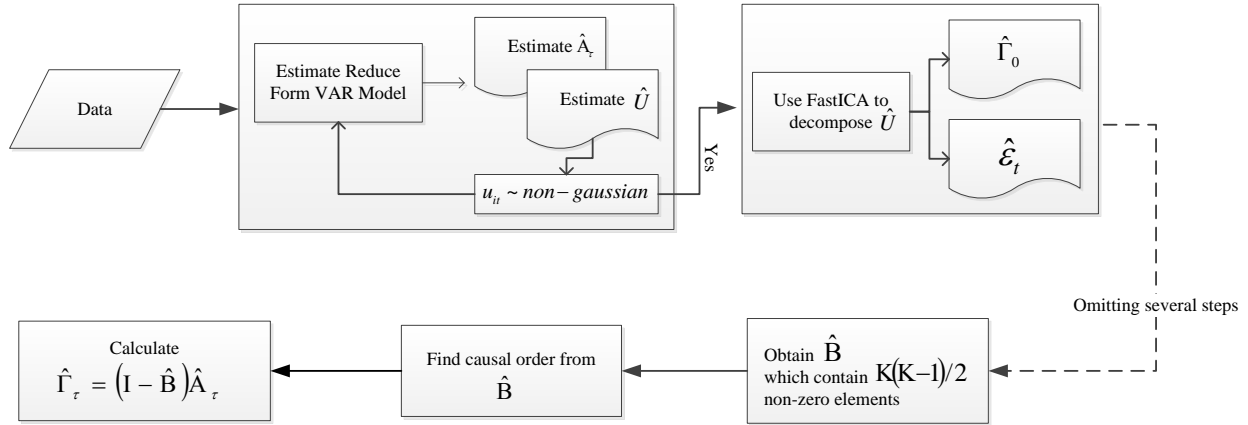 Data
Estimate Reduce
Form VAR Model
Estimate Â_τ
Estimate Û
u_it ~ non-gaussian
Yes
Use FastICA to
decompose Û
Γ̂_0
ε̂_t
Omitting several steps
Obtain B̂
which contain K(K-1)/2
non-zero elements
Find causal order from
B̂
Calculate
Γ̂_τ = (I − B̂)Â_τ